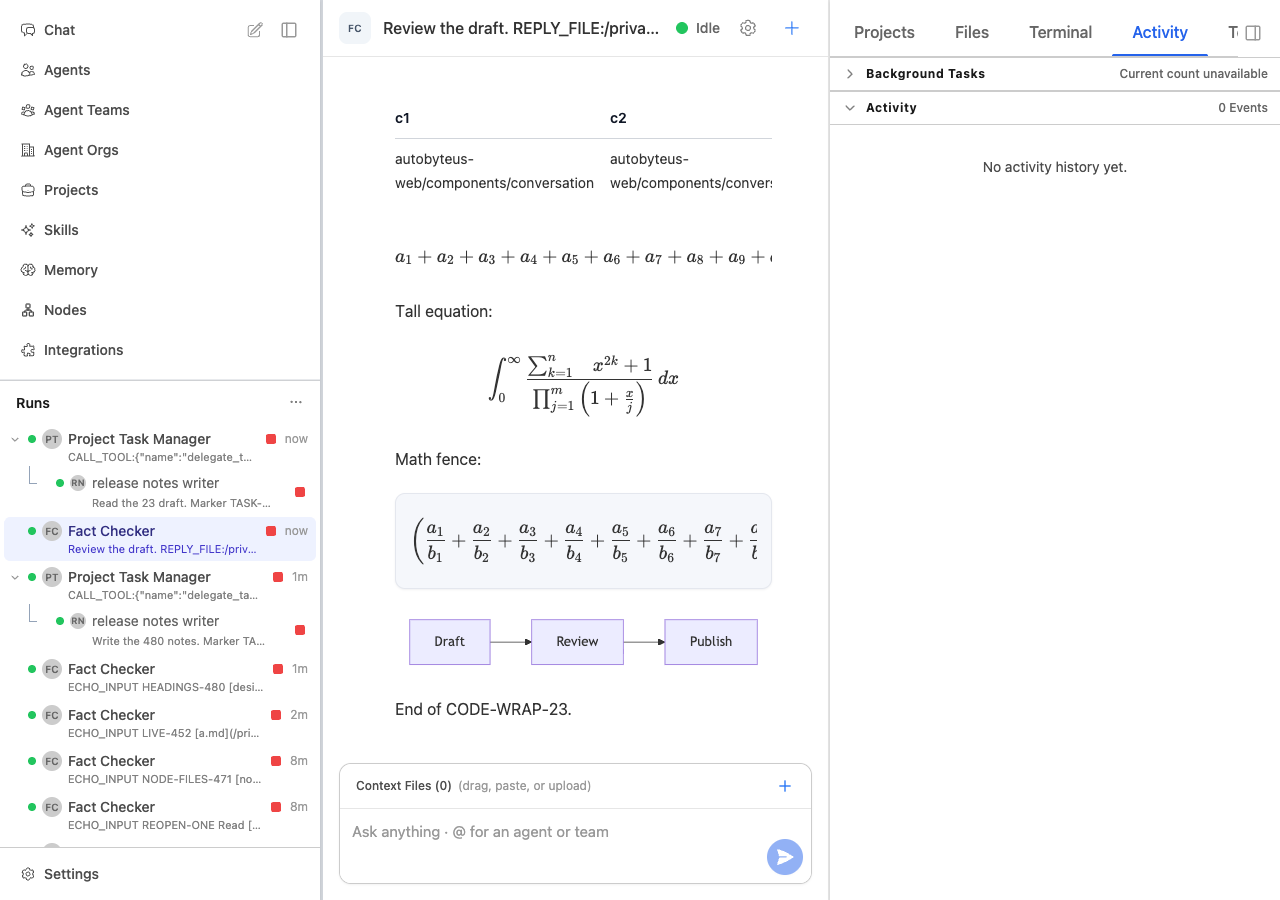 Chat
Agents
Agent Teams
Agent Orgs
Projects
Skills
Memory
Nodes
Integrations
Runs
PT Project Task Manager now
CALL_TOOL:{"name":"delegate_t...
RN release notes writer
Read the 23 draft. Marker TASK-...
FC Fact Checker now
Review the draft. REPLY_FILE:/priv...
PT Project Task Manager 1m
CALL_TOOL:{"name":"delegate_ta...
RN release notes writer
Write the 480 notes. Marker TA...
FC Fact Checker 1m
ECHO_INPUT HEADINGS-480 [desi...
FC Fact Checker 2m
ECHO_INPUT LIVE-452 [a.md](/pri...
FC Fact Checker 8m
ECHO_INPUT NODE-FILES-471 [no...
FC Fact Checker 8m
ECHO_INPUT REOPEN-ONE Read [...
Settings
FC Review the draft. REPLY_FILE:/priva... Idle
c1 c2
autobyteus- autobyteus-
web/components/conversation web/components/convers
a₁ + a₂ + a₃ + a₄ + a₅ + a₆ + a₇ + a₈ + a₉ +
Tall equation:
∫₀^∞ (∑_{k=1}^{n} x^{2k} + 1) / (∏_{j=1}^{m} (1 + x/j)) dx
Math fence:
(a₁/b₁ + a₂/b₂ + a₃/b₃ + a₄/b₄ + a₅/b₅ + a₆/b₆ + a₇/b₇ +
Draft Review Publish
End of CODE-WRAP-23.
Context Files (0) (drag, paste, or upload)
Ask anything · @ for an agent or team
Projects Files Terminal Activity
Background Tasks Current count unavailable
Activity 0 Events
No activity history yet.